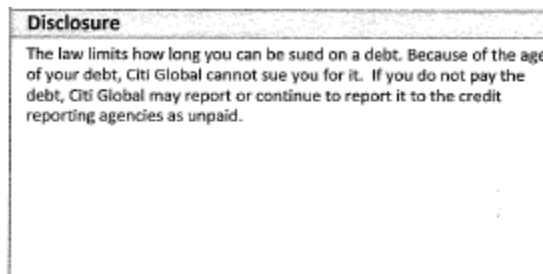 Disclosure
The law limits how long you can be sued on a debt. Because of the age
of your debt, Citi Global cannot sue you for it. If you do not pay the
debt, Citi Global may report or continue to report it to the credit
reporting agencies as unpaid.